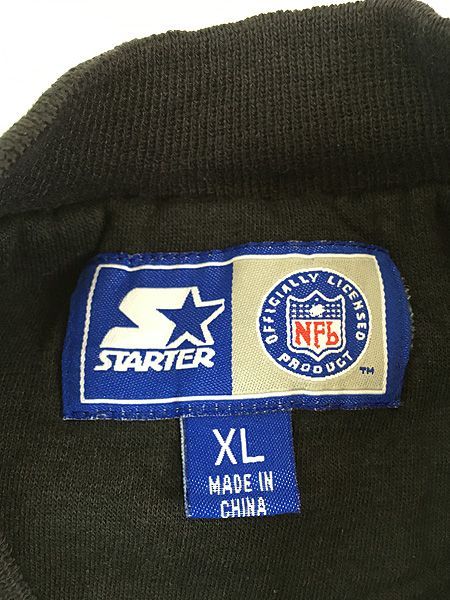 STARTER
OFFICIALLY LICENSED
NFL
PRODUCT
TM
XL
MADE IN
CHINA